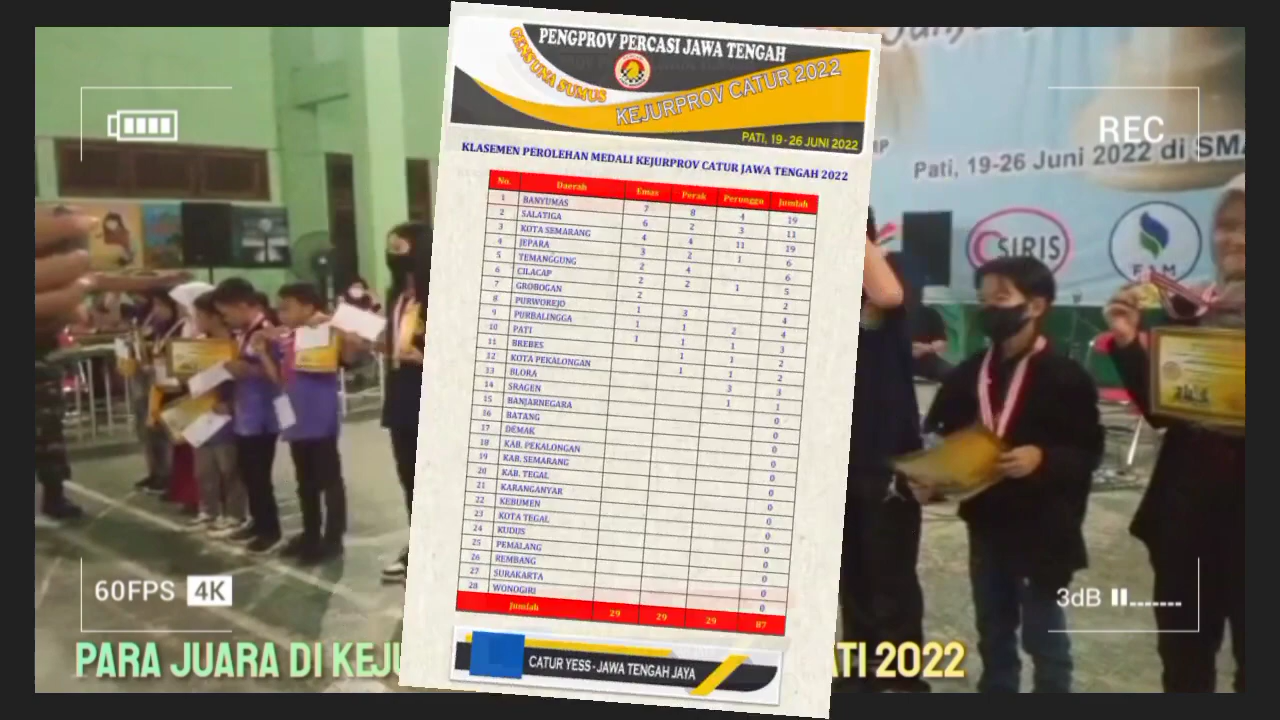 PENGPROV PERCASI JAWA TENGAH
GENS UNA SUMUS
KEJURPROV CATUR 2022
PATI, 19 - 26 JUNI 2022
KLASEMEN PEROLEHAN MEDALI KEJURPROV CATUR JAWA TENGAH 2022
No. Daerah Emas Perak Perunggu Jumlah
1 BANYUMAS 7 8 4 19
2 SALATIGA 6 2 3 11
3 KOTA SEMARANG 4 4 11 19
4 JEPARA 3 2 1 6
5 TEMANGGUNG 2 4 6
6 CILACAP 2 2 1 5
7 GROBOGAN 2 2
8 PURWOREJO 1 3 4
9 PURBALINGGA 1 1 2 4
10 PATI 1 1 1 3
11 BREBES 1 1 2
12 KOTA PEKALONGAN 1 1 2
13 BLORA 3 3
14 SRAGEN 1 1
15 BANJARNEGARA 0
16 BATANG 0
17 DEMAK 0
18 KAB. PEKALONGAN 0
19 KAB. SEMARANG 0
20 KAB. TEGAL 0
21 KARANGANYAR 0
22 KEBUMEN 0
23 KOTA TEGAL 0
24 KUDUS 0
25 PEMALANG 0
26 REMBANG 0
27 SURAKARTA 0
28 WONOGIRI 0
Jumlah 29 29 29 87
CATUR YESS - JAWA TENGAH JAYA
REC
Pati, 19-26 Juni 2022 di SMA
OSIRIS
60FPS 4K
3dB
PARA JUARA DI KEJU
ATI 2022